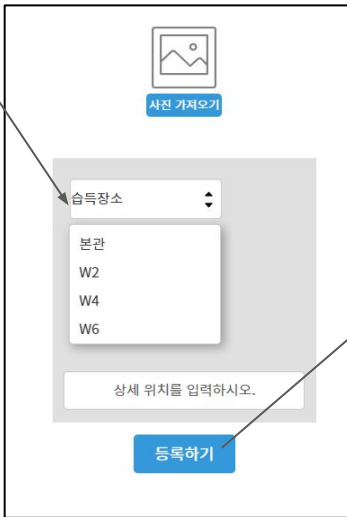 사진 가져오기
습득장소
본관
W2
W4
W6
상세 위치를 입력하시오.
등록하기